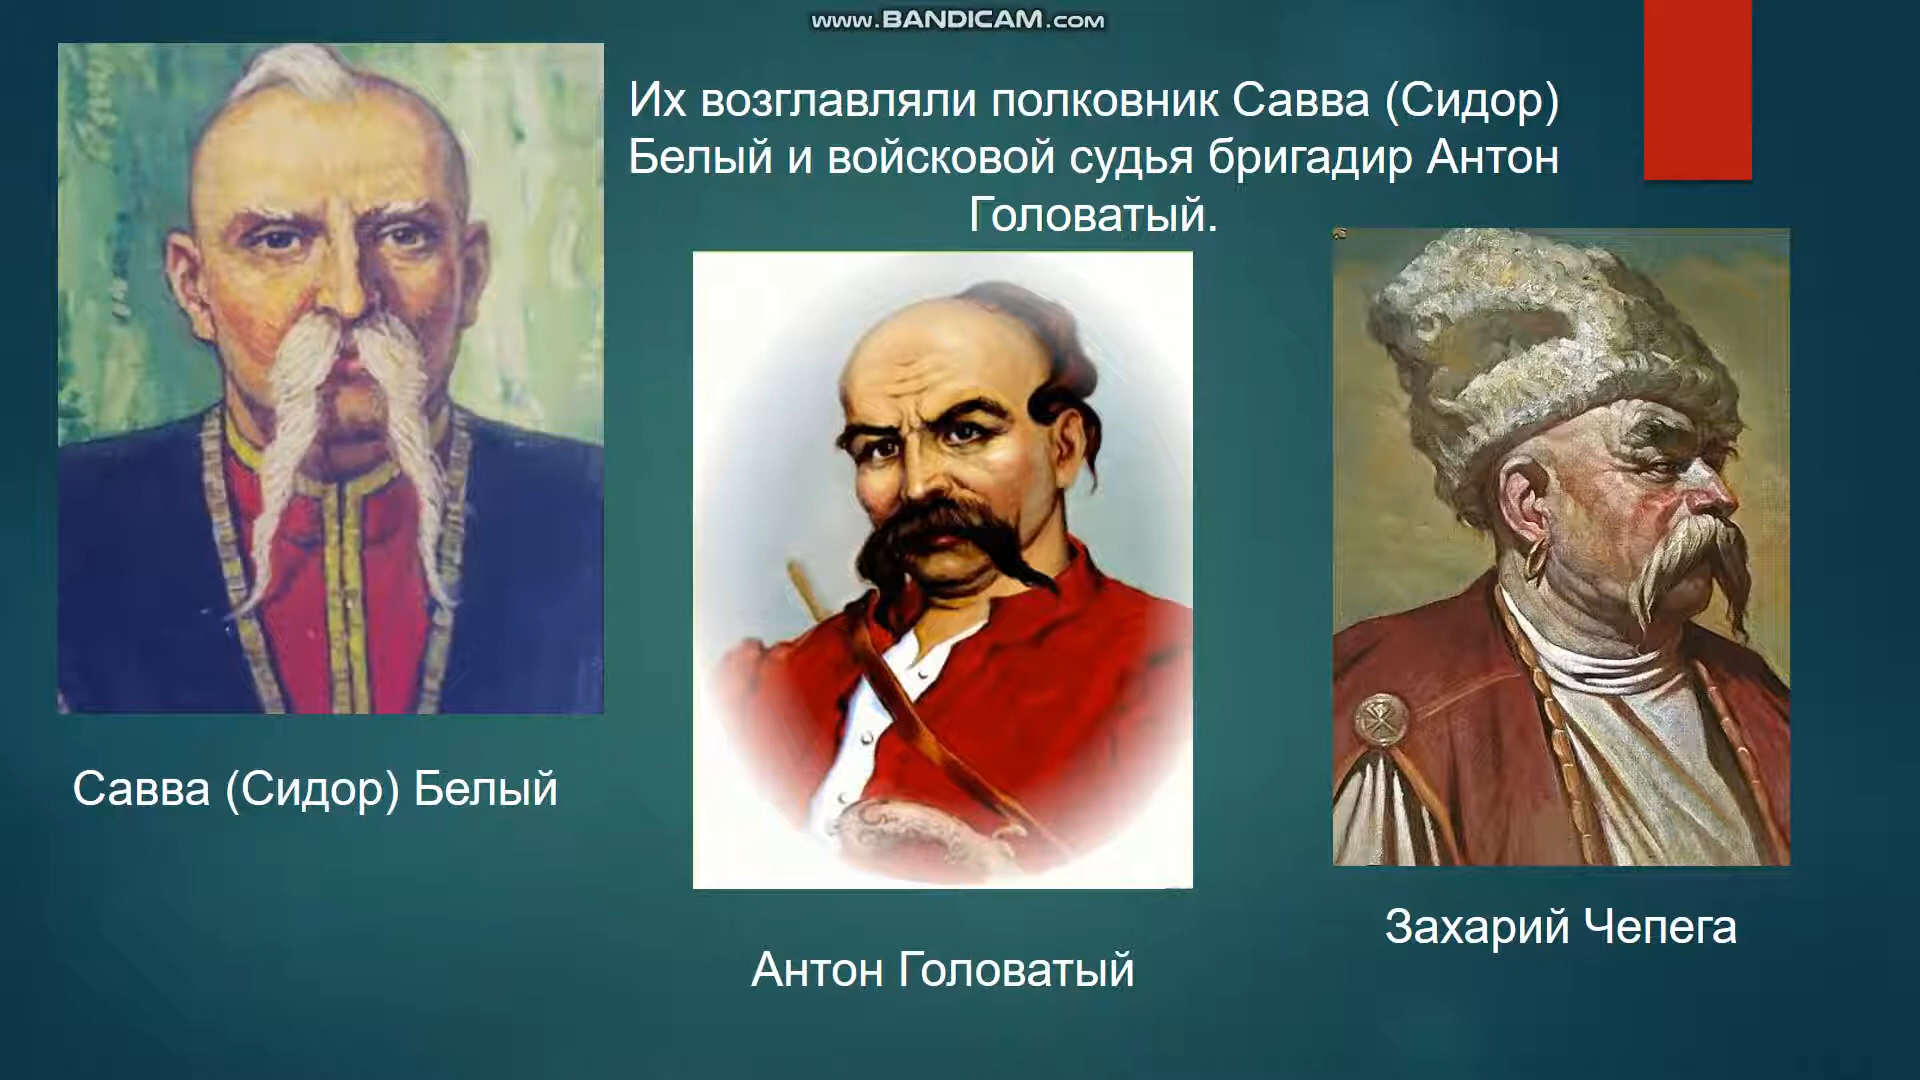 www.BANDICAM.com
Их возглавляли полковник Савва (Сидор)
Белый и войсковой судья бригадир Антон
Головатый.
Савва (Сидор) Белый
Антон Головатый
Захарий Чепега